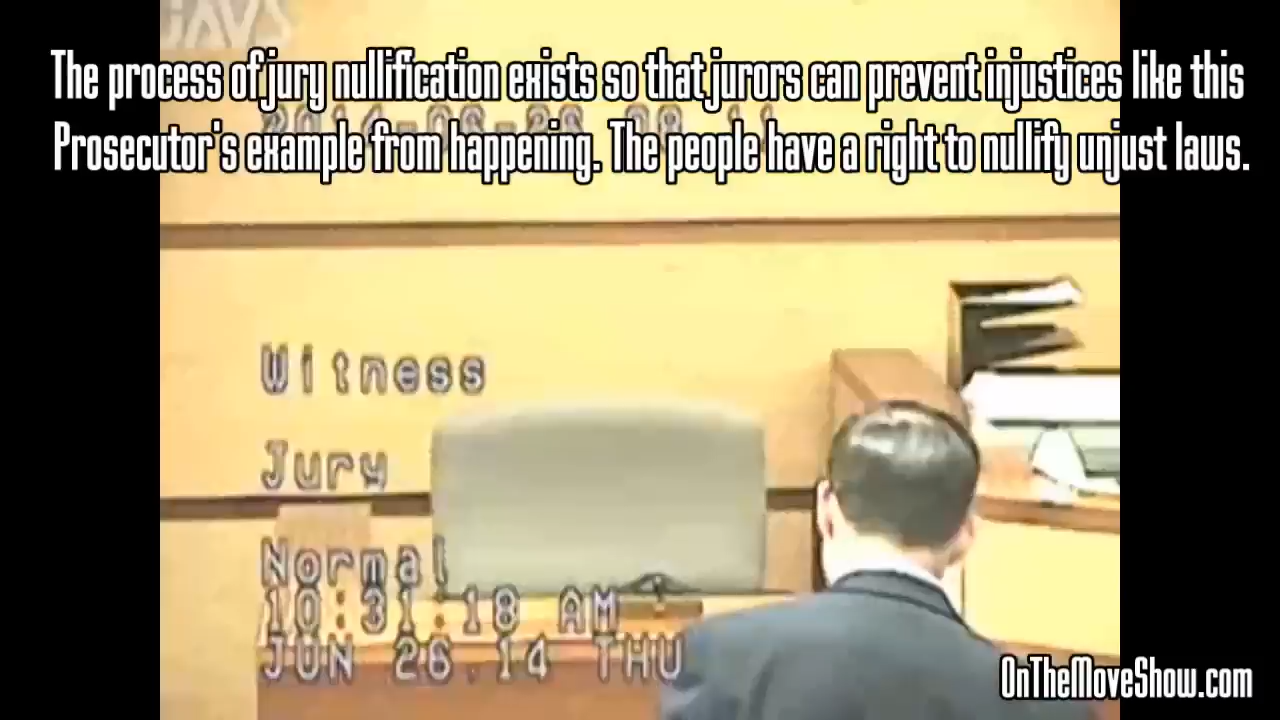 JAVS
The process of jury nullification exists so that jurors can prevent injustices like this
Prosecutor's example from happening. The people have a right to nullify unjust laws.
Witness
Jury
Normal
10:31:18 AM
JUN 26.14 THU
OnTheMoveShow.com